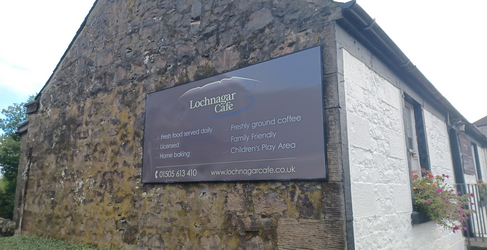 Lochnagar
Cafe
Fresh food served daily
Licensed
Home baking
Freshly ground coffee
Family Friendly
Children's Play Area
01505 613 410
www.lochnagarcafe.co.uk